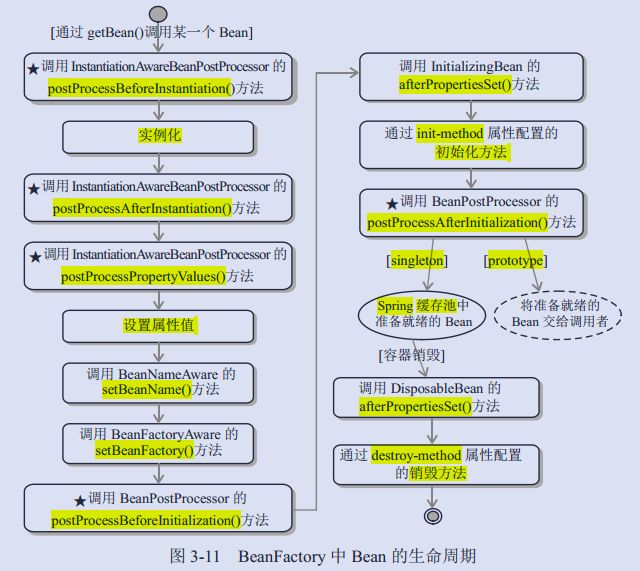 [通过 getBean()调用某一个 Bean]
★调用 InstantiationAwareBeanPostProcessor 的
postProcessBeforeInstantiation()方法
实例化
★调用 InstantiationAwareBeanPostProcessor 的
postProcessAfterInstantiation()方法
★调用 InstantiationAwareBeanPostProcessor 的
postProcessPropertyValues()方法
设置属性值
调用 BeanNameAware 的
setBeanName()方法
调用 BeanFactoryAware 的
setBeanFactory()方法
★调用 BeanPostProcessor 的
postProcessBeforeInitialization()方法
调用 InitializingBean 的
afterPropertiesSet()方法
通过 init-method 属性配置的
初始化方法
★调用 BeanPostProcessor 的
postProcessAfterInitialization()方法
[singleton]
[prototype]
Spring 缓存池中
准备就绪的 Bean
将准备就绪的
Bean 交给调用者
[容器销毁]
调用 DisposableBean 的
afterPropertiesSet()方法
通过 destroy-method 属性配置
的销毁方法
图 3-11 BeanFactory 中 Bean 的生命周期